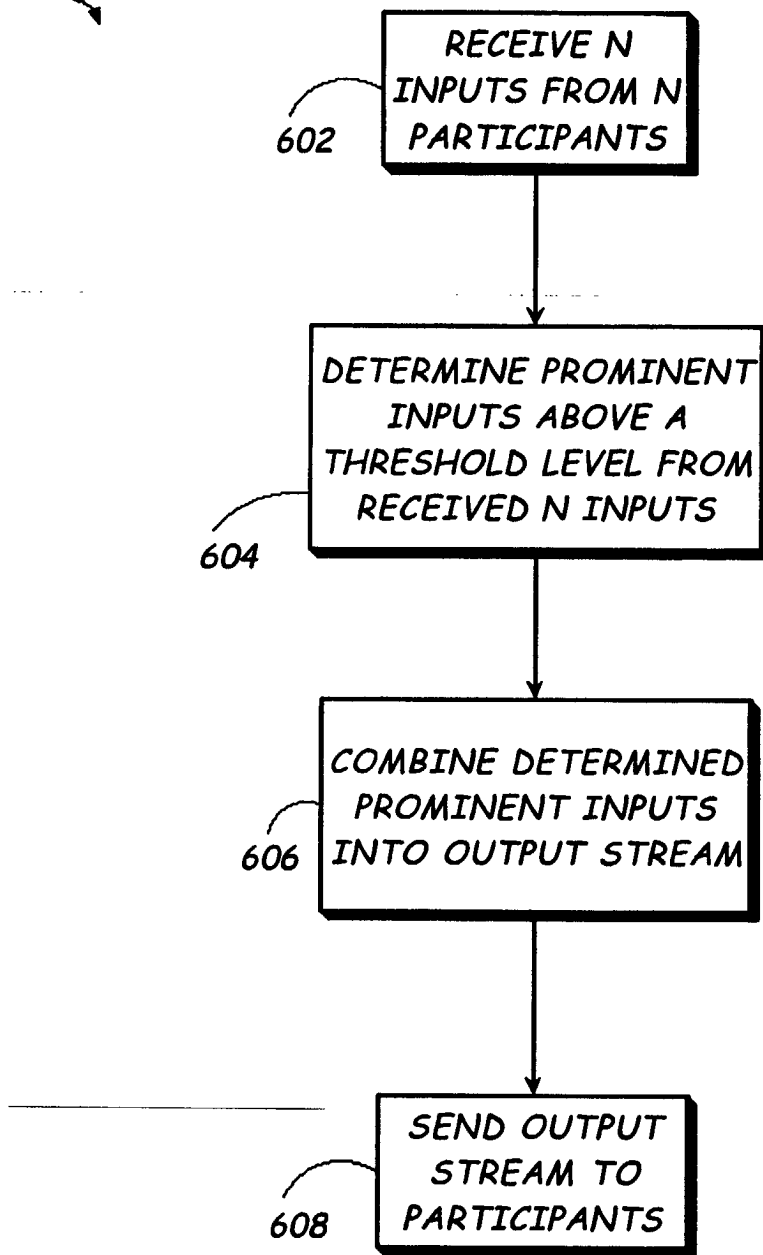 RECEIVE N
INPUTS FROM N
PARTICIPANTS
602
DETERMINE PROMINENT
INPUTS ABOVE A
THRESHOLD LEVEL FROM
RECEIVED N INPUTS
604
COMBINE DETERMINED
PROMINENT INPUTS
INTO OUTPUT STREAM
606
SEND OUTPUT
STREAM TO
PARTICIPANTS
608